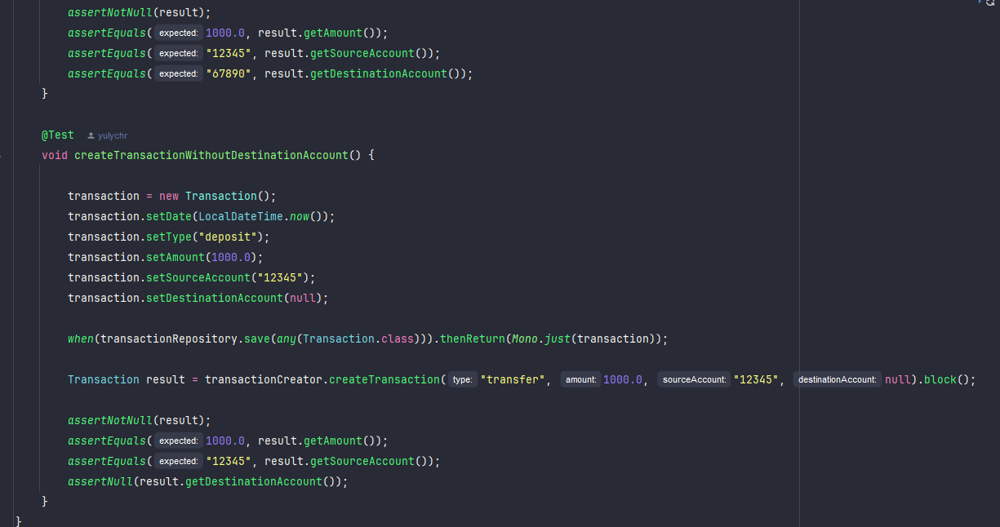 assertNotNull(result);
assertEquals( expected: 1000.0, result.getAmount());
assertEquals( expected: "12345", result.getSourceAccount());
assertEquals( expected: "67890", result.getDestinationAccount());
}
@Test yulychr
void createTransactionWithoutDestinationAccount() {
transaction = new Transaction();
transaction.setDate(LocalDateTime.now());
transaction.setType("deposit");
transaction.setAmount(1000.0);
transaction.setSourceAccount("12345");
transaction.setDestinationAccount(null);
when(transactionRepository.save(any(Transaction.class))).thenReturn(Mono.just(transaction));
Transaction result = transactionCreator.createTransaction( type: "transfer", amount: 1000.0, sourceAccount: "12345", destinationAccount: null).block();
assertNotNull(result);
assertEquals( expected: 1000.0, result.getAmount());
assertEquals( expected: "12345", result.getSourceAccount());
assertNull(result.getDestinationAccount());
}
}